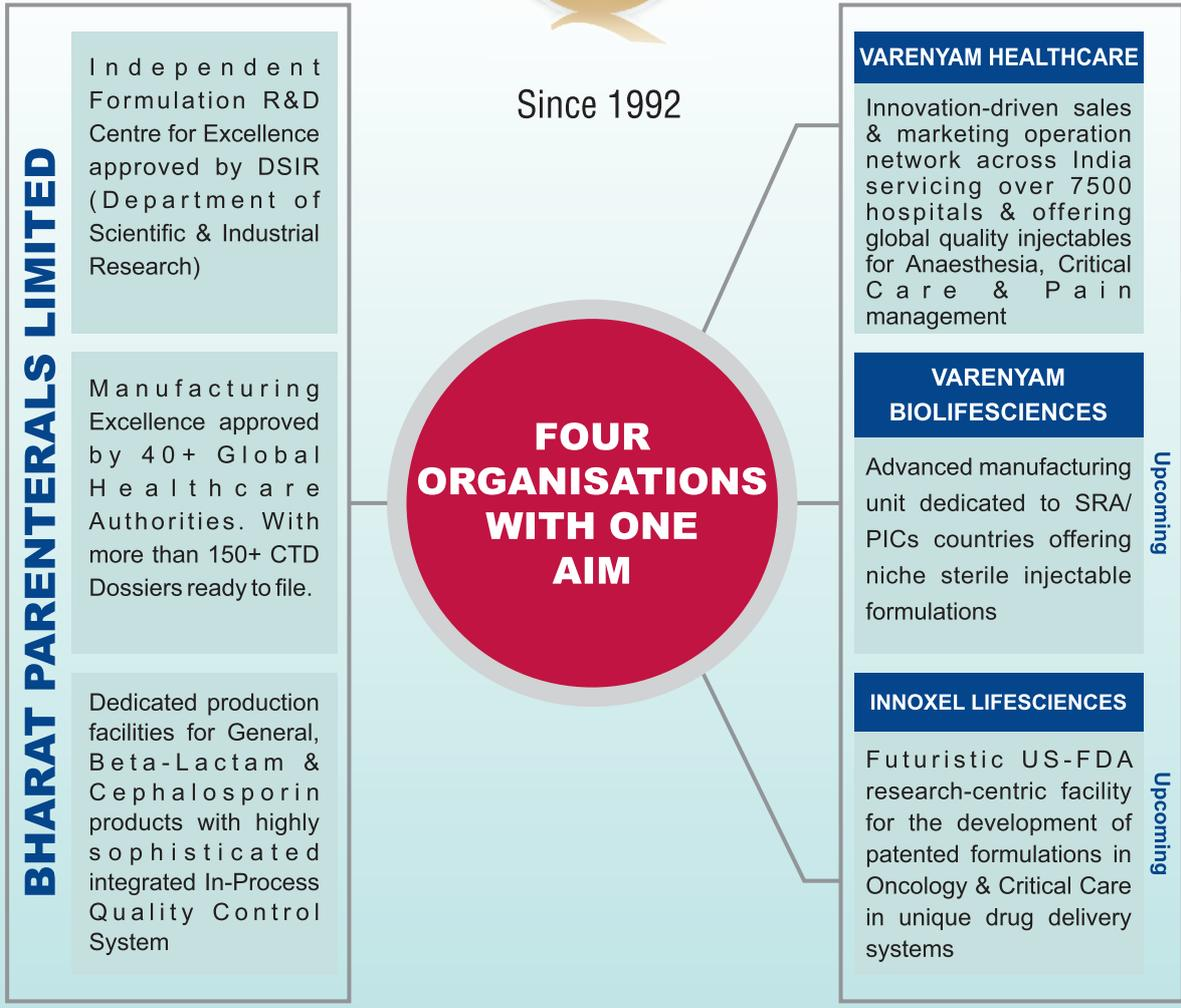 BHARAT PARENTERALS LIMITED
Independent
Formulation R&D
Centre for Excellence
approved by DSIR
(Department of
Scientific & Industrial
Research)
Manufacturing
Excellence approved
by 40+ Global
Healthcare
Authorities. With
more than 150+ CTD
Dossiers ready to file.
Dedicated production
facilities for General,
Beta-Lactam &
Cephalosporin
products with highly
sophisticated
integrated In-Process
Quality Control
System
Since 1992
FOUR
ORGANISATIONS
WITH ONE
AIM
VARENYAM HEALTHCARE
Innovation-driven sales
& marketing operation
network across India
servicing over 7500
hospitals & offering
global quality injectables
for Anaesthesia, Critical
Care & Pain
management
VARENYAM
BIOLIFESCIENCES
Advanced manufacturing
unit dedicated to SRA/
PICs countries offering
niche sterile injectable
formulations
Upcoming
INNOXEL LIFESCIENCES
Futuristic US-FDA
research-centric facility
for the development of
patented formulations in
Oncology & Critical Care
in unique drug delivery
systems
Upcoming